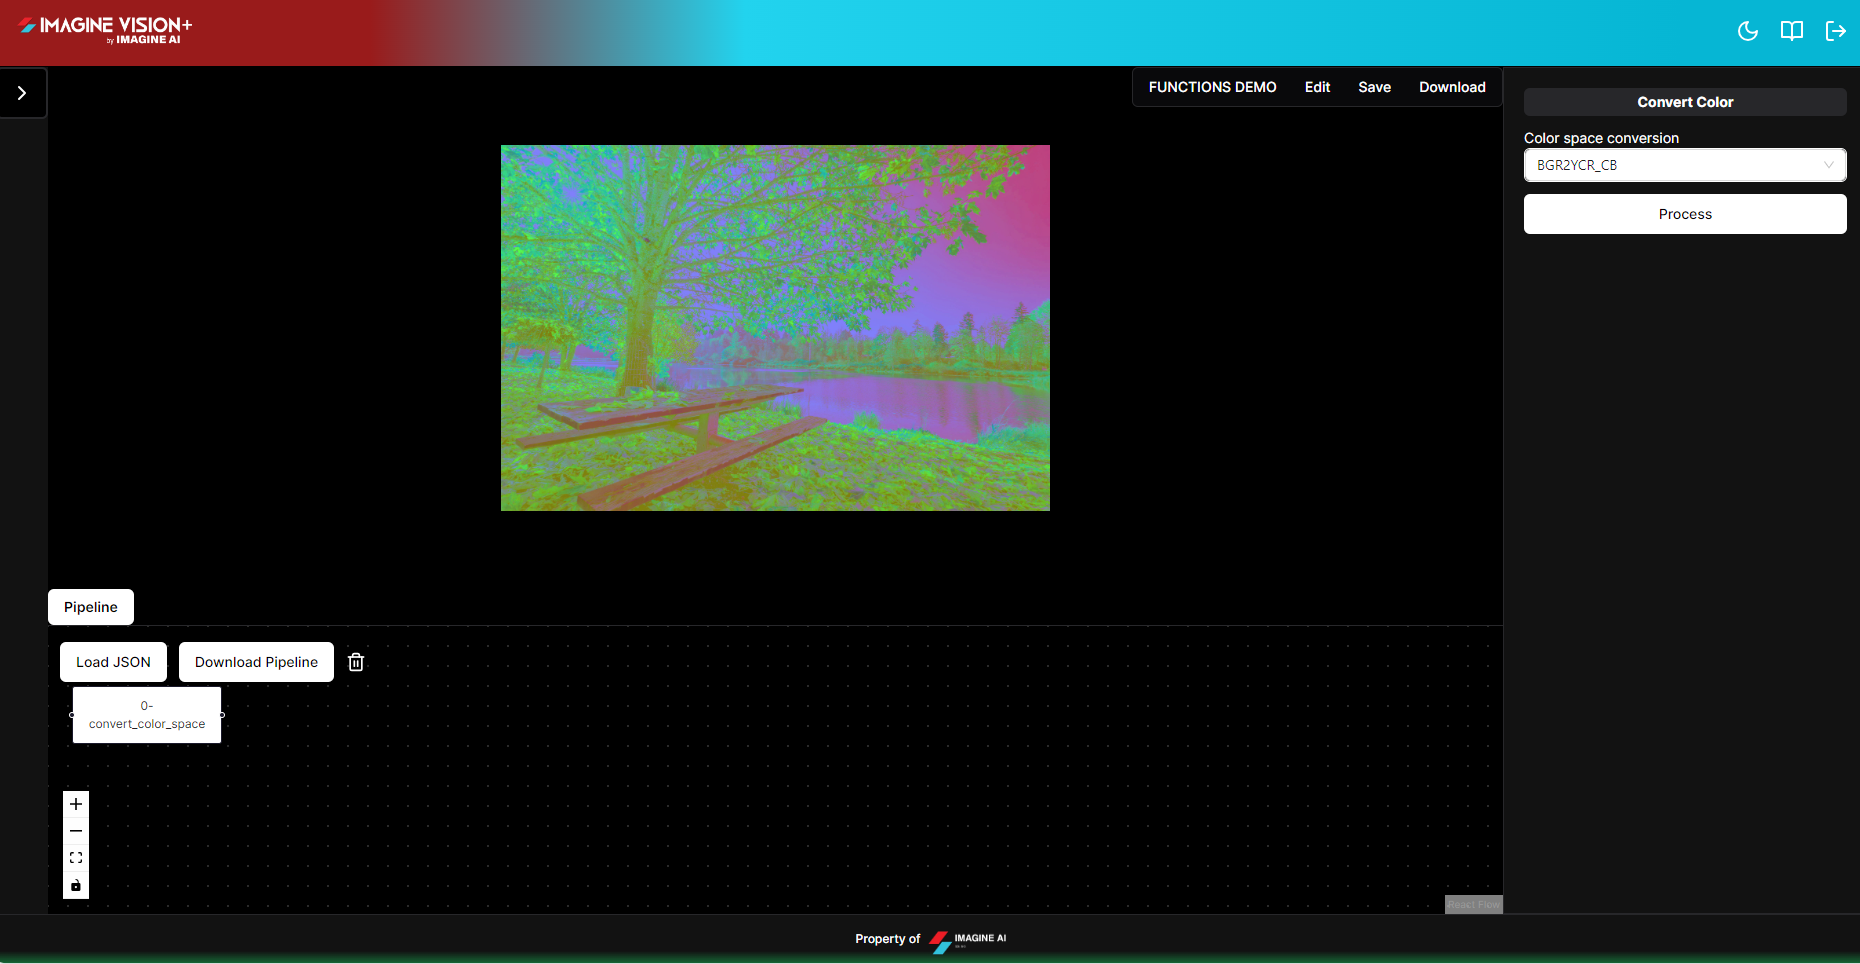 IMAGINE VISION+
by IMAGINE AI
FUNCTIONS DEMO
Edit
Save
Download
Convert Color
Color space conversion
BGR2YCR_CB
Process
Pipeline
Load JSON
Download Pipeline
0-
convert_color_space
React Flow
Property of
IMAGINE AI